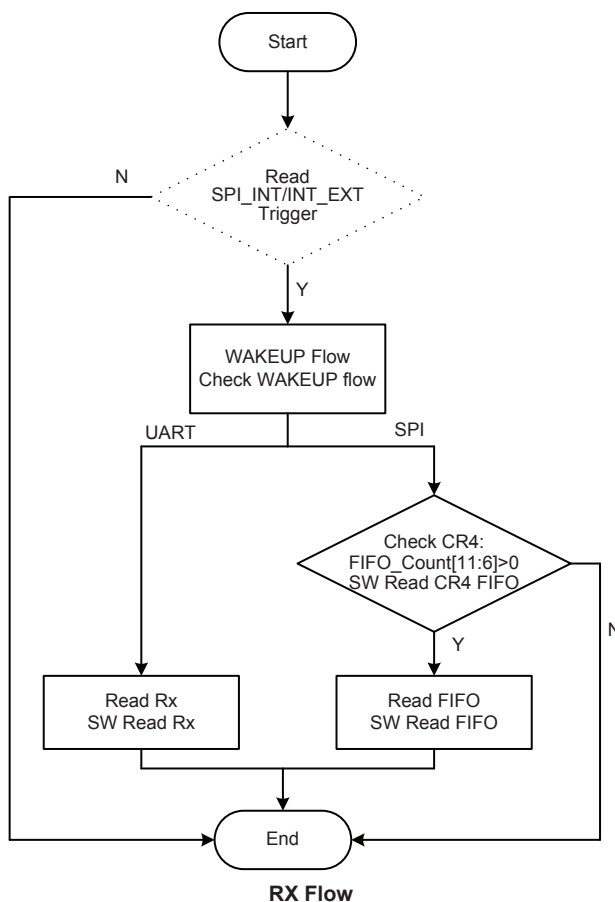 Start
N
Read
SPI_INT/INT_EXT
Trigger
Y
WAKEUP Flow
Check WAKEUP flow
UART
SPI
Check CR4:
FIFO_Count[11:6]>0
SW Read CR4 FIFO
N
Y
Read Rx
SW Read Rx
Read FIFO
SW Read FIFO
End
RX Flow